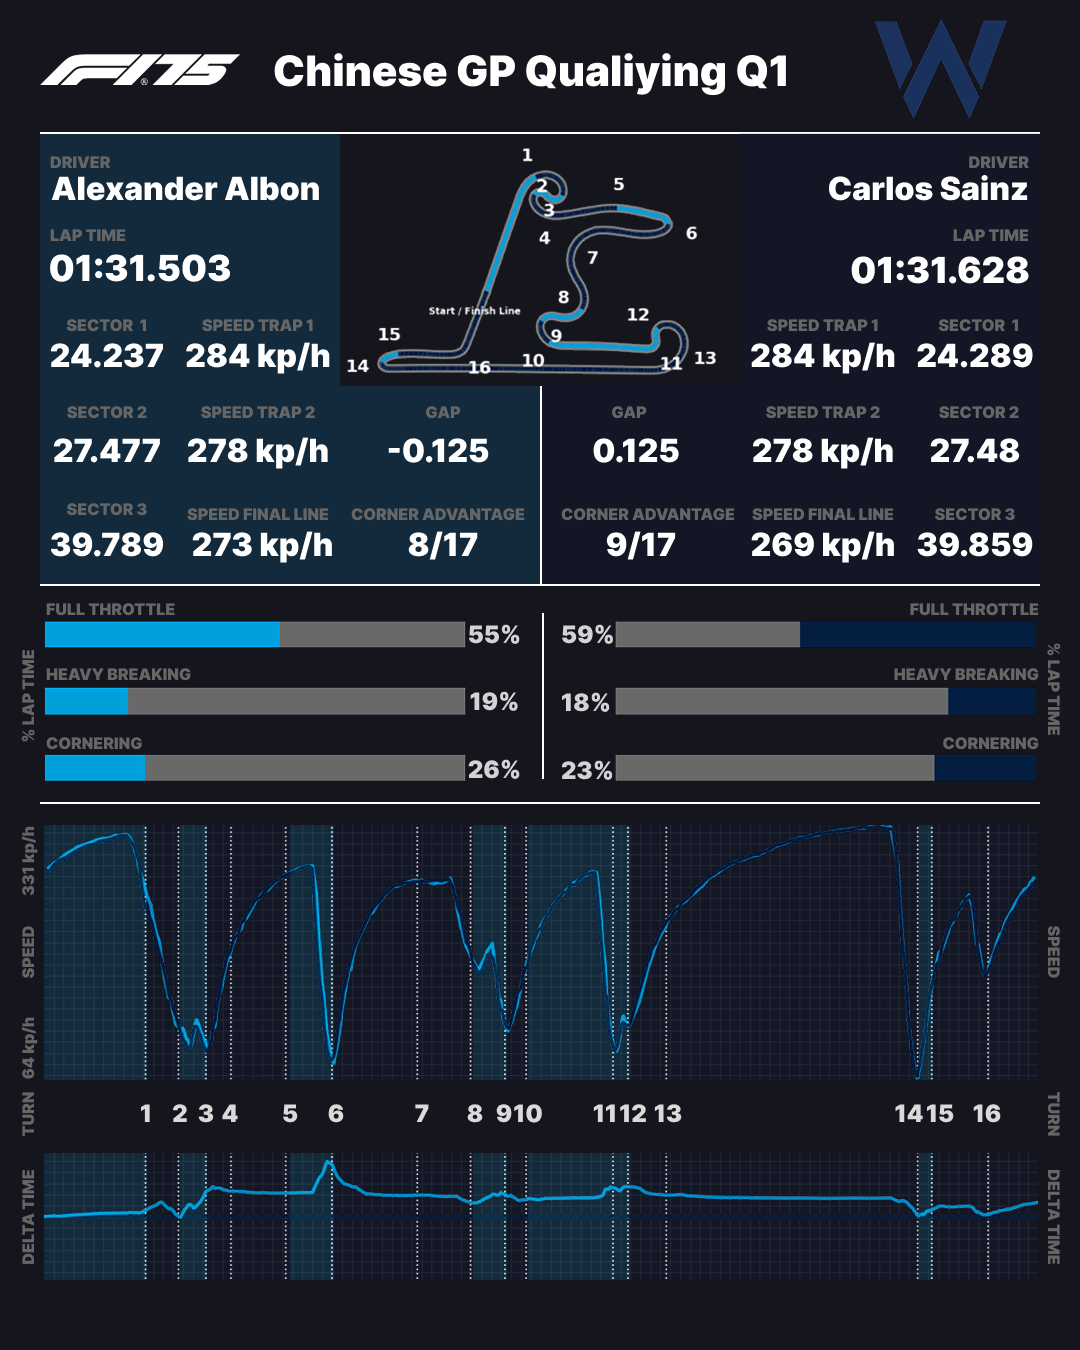 F1 75 Chinese GP Qualiying Q1
W
DRIVER
Alexander Albon
LAP TIME
01:31.503
SECTOR 1 SPEED TRAP 1
24.237 284 kp/h
1
2
3
4
5
6
7
8
9
10
11
12
13
14
15
16
Start / Finish Line
DRIVER
Carlos Sainz
LAP TIME
01:31.628
SPEED TRAP 1 SECTOR 1
284 kp/h 24.289
SECTOR 2 SPEED TRAP 2 GAP
27.477 278 kp/h -0.125
SECTOR 3 SPEED FINAL LINE CORNER ADVANTAGE
39.789 273 kp/h 8/17
GAP SPEED TRAP 2 SECTOR 2
0.125 278 kp/h 27.48
CORNER ADVANTAGE SPEED FINAL LINE SECTOR 3
9/17 269 kp/h 39.859
% LAP TIME
FULL THROTTLE
55%
HEAVY BREAKING
19%
CORNERING
26%
FULL THROTTLE
59%
HEAVY BREAKING
18%
CORNERING
23%
% LAP TIME
331 kp/h
SPEED
64 kp/h
SPEED
TURN 1 2 3 4 5 6 7 8 9 10 11 12 13 14 15 16 TURN
DELTA TIME
DELTA TIME